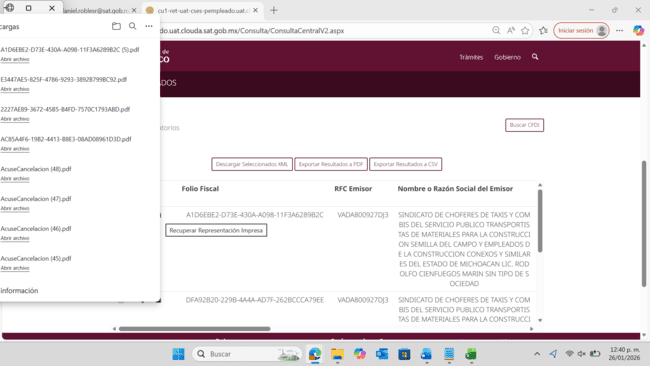 daniel.roblesr@sat.gob.m
cu1-ret-uat-cses-pempleado.uat.c
do.uat.clouda.sat.gob.mx/Consulta/ConsultaCentralV2.aspx
Iniciar sesión
cargas
A1D6EBE2-D73E-430A-A098-11F3A6289B2C (5).pdf
Abrir archivo
E3447AE5-825F-4786-9293-3892B799BC92.pdf
Abrir archivo
2227AE89-3672-4585-B4FD-7570C1793ABD.pdf
Abrir archivo
AC85A4F6-19B2-4413-B8E3-08AD08961D3D.pdf
Abrir archivo
AcuseCancelacion (48).pdf
Abrir archivo
AcuseCancelacion (47).pdf
Abrir archivo
AcuseCancelacion (46).pdf
Abrir archivo
AcuseCancelacion (45).pdf
Abrir archivo
información
de
CO
Trámites
Gobierno
ADOS
atorios
Buscar CFDI
Descargar Seleccionados XML
Exportar Resultados a PDF
Exportar Resultados a CSV
Folio Fiscal
RFC Emisor
Nombre o Razón Social del Emisor
A1D6EBE2-D73E-430A-A098-11F3A6289B2C
VADA800927DJ3
Recuperar Representación Impresa
SINDICATO DE CHOFERES DE TAXIS Y COM
BIS DEL SERVICIO PUBLICO TRANSPORTIS
TAS DE MATERIALES PARA LA CONSTRUCCI
ON SEMILLA DEL CAMPO Y EMPLEADOS D
E LA CONSTRUCCION CONEXOS Y SIMILAR
ES DEL ESTADO DE MICHOACAN LIC. ROD
OLFO CIENFUEGOS MARIN SIN TIPO DE S
OCIEDAD
DFA92B20-229B-4A4A-AD7F-262BCCCA79EE
VADA800927DJ3
SINDICATO DE CHOFERES DE TAXIS Y COM
BIS DEL SERVICIO PUBLICO TRANSPORTIS
TAS DE MATERIALES PARA LA CONSTRUCCI
Buscar
12:40 p. m.
26/01/2026